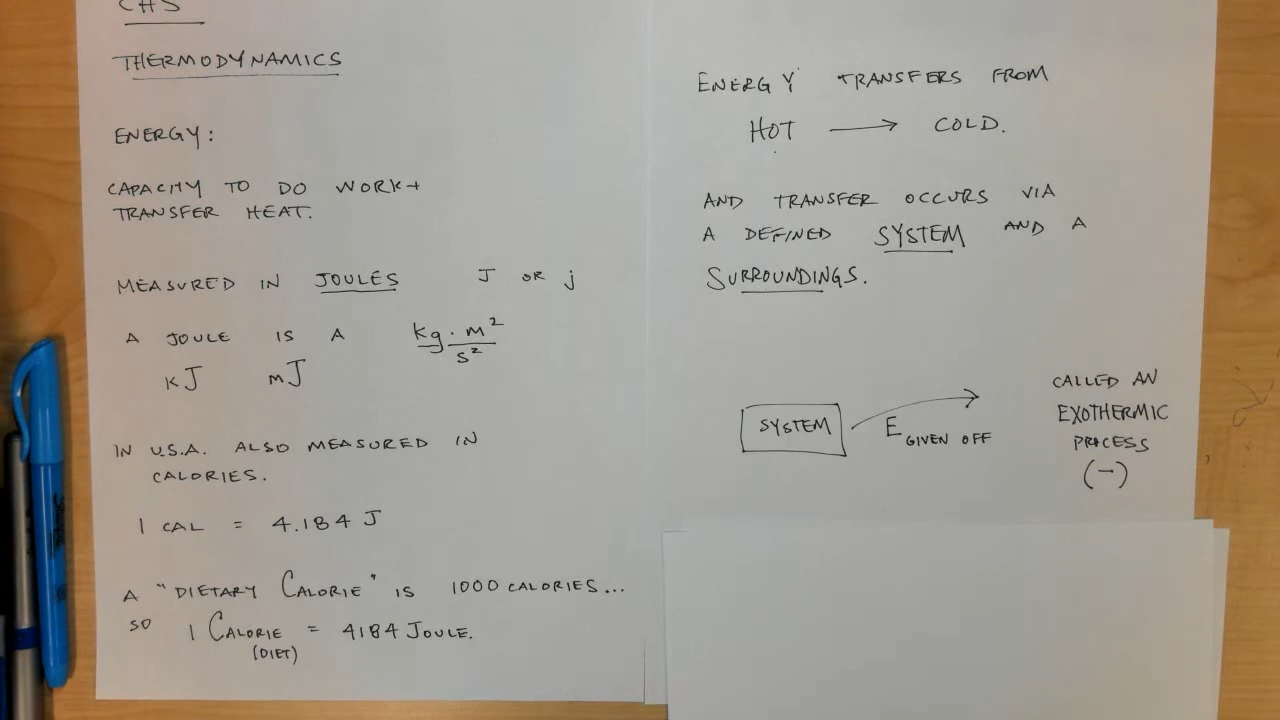 CH5
THERMODYNAMICS
ENERGY:
CAPACITY TO DO WORK +
TRANSFER HEAT.
MEASURED IN JOULES J OR j
A JOULE IS A kg·m²/s²
kJ mJ
IN U.S.A. ALSO MEASURED IN
CALORIES.
1 CAL = 4.184 J
A "DIETARY CALORIE" IS 1000 CALORIES...
SO 1 CALORIE = 4184 JOULE.
(DIET)
ENERGY TRANSFERS FROM
HOT → COLD.
AND TRANSFER OCCURS VIA
A DEFINED SYSTEM AND A
SURROUNDINGS.
SYSTEM
E GIVEN OFF
CALLED AN
EXOTHERMIC
PROCESS
(-)